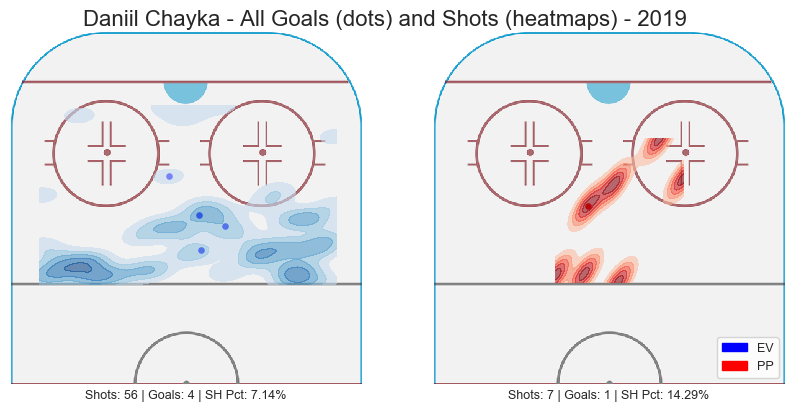 Daniil Chayka - All Goals (dots) and Shots (heatmaps) - 2019
EV
PP
Shots: 56 | Goals: 4 | SH Pct: 7.14%
Shots: 7 | Goals: 1 | SH Pct: 14.29%